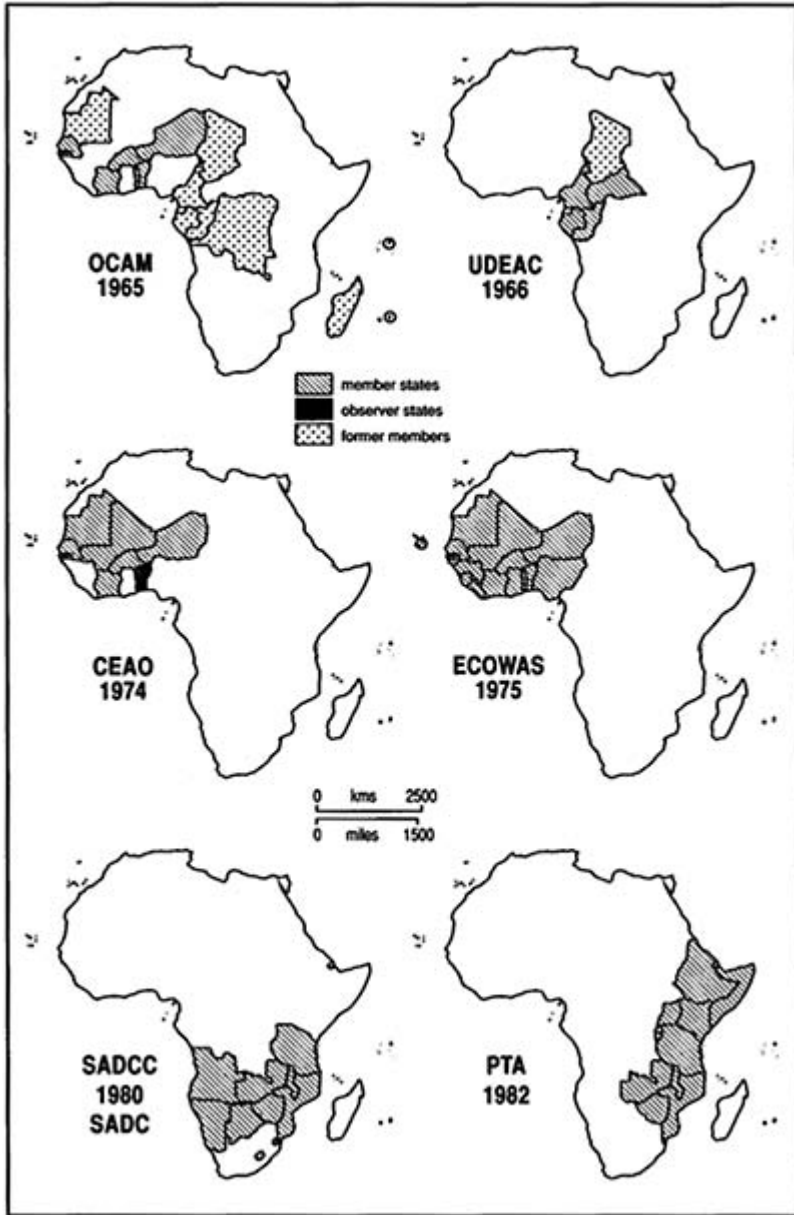 OCAM
1965
UDEAC
1966
member states
observer states
former members
CEAO
1974
ECOWAS
1975
0 kms 2500
0 miles 1500
SADCC
1980
SADC
PTA
1982